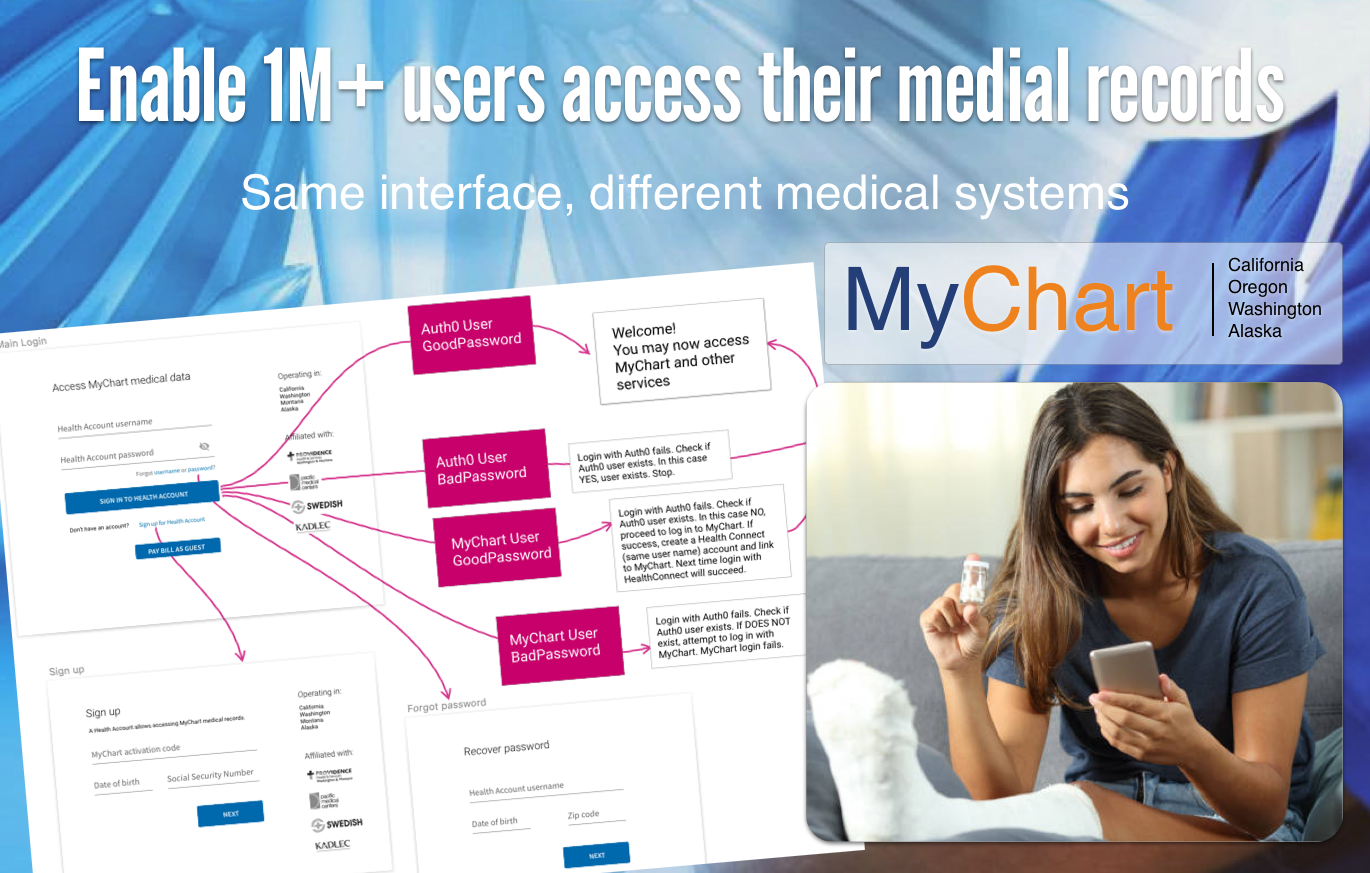 Enable 1M+ users access their medial records
Same interface, different medical systems
MyChart
California
Oregon
Washington
Alaska
Main Login
Access MyChart medical data
Health Account username
Health Account password
Forgot username or password?
SIGN IN TO HEALTH ACCOUNT
Don't have an account? Sign up for Health Account
PAY BILL AS GUEST
Operating in:
California
Washington
Montana
Alaska
Affiliated with:
PROVIDENCE
Health & Services
Washington & Montana
pacific
medical
centers
SWEDISH
KADLEC
Auth0 User
GoodPassword
Welcome!
You may now access
MyChart and other
services
Auth0 User
BadPassword
Login with Auth0 fails. Check if
Auth0 user exists. In this case
YES, user exists. Stop.
MyChart User
GoodPassword
Login with Auth0 fails. Check if
Auth0 user exists. In this case NO,
proceed to log in to MyChart. If
success, create a Health Connect
(same user name) account and link
to MyChart. Next time login with
HealthConnect will succeed.
MyChart User
BadPassword
Login with Auth0 fails. Check if
Auth0 user exists. If DOES NOT
exist, attempt to log in with
MyChart. MyChart login fails.
Sign up
Sign up
A Health Account allows accessing MyChart medical records.
MyChart activation code
Date of birth
Social Security Number
NEXT
Operating in:
California
Washington
Montana
Alaska
Affiliated with:
PROVIDENCE
Health & Services
Washington & Montana
pacific
medical
centers
SWEDISH
KADLEC
Forgot password
Recover password
Health Account username
Date of birth
Zip code
NEXT